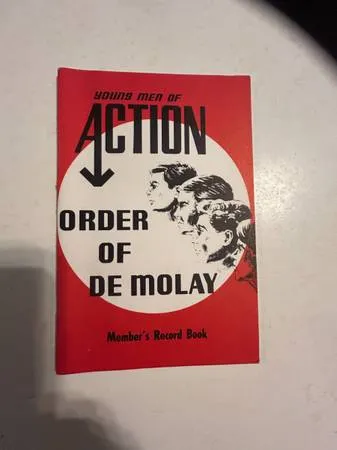 YOUNG MEN OF
ACTION
ORDER
OF
DE MOLAY
Member's Record Book